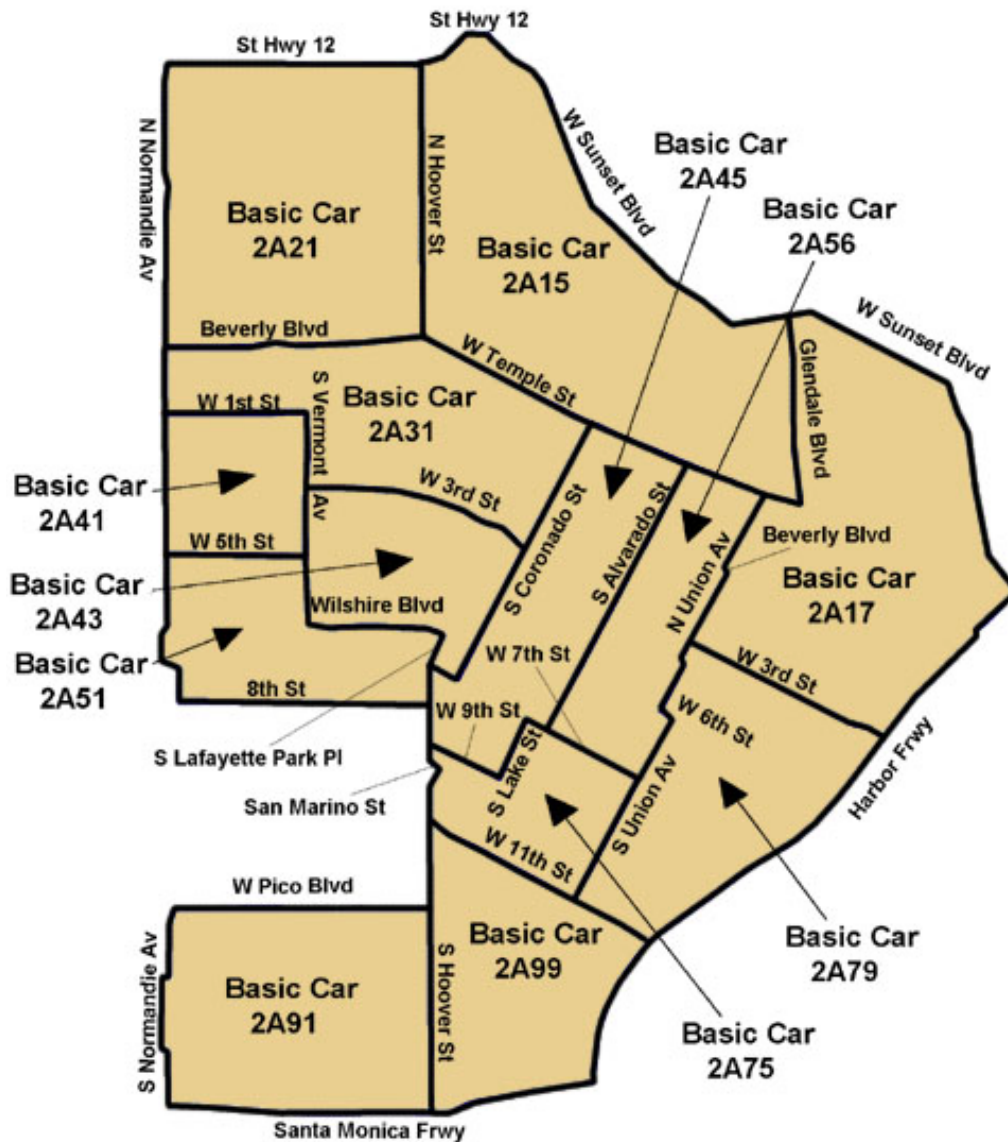 St Hwy 12
St Hwy 12
N Normandie Av
N Hoover St
W Sunset Blvd
Basic Car
2A45
Basic Car
2A56
Basic Car
2A21
Basic Car
2A15
W Sunset Blvd
Beverly Blvd
W Temple St
Glendale Blvd
W 1st St
S Vermont Av
Basic Car
2A31
W 3rd St
Basic Car
2A41
S Coronado St
S Alvarado St
N Union Av
Beverly Blvd
W 5th St
Basic Car
2A43
Wilshire Blvd
Basic Car
2A17
Basic Car
2A51
W 7th St
W 3rd St
8th St
W 9th St
W 6th St
S Lafayette Park Pl
S Lake St
S Union Av
Harbor Frwy
San Marino St
W 11th St
W Pico Blvd
S Normandie Av
S Hoover St
Basic Car
2A99
Basic Car
2A79
Basic Car
2A91
Basic Car
2A75
Santa Monica Frwy